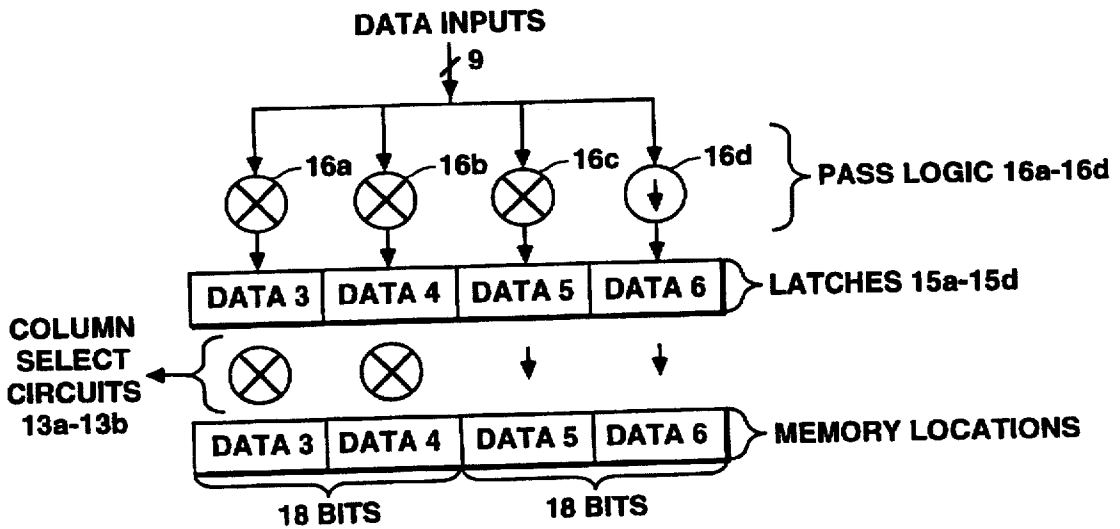 DATA INPUTS
9
16a
16b
16c
16d
PASS LOGIC 16a-16d
DATA 3 DATA 4 DATA 5 DATA 6
LATCHES 15a-15d
COLUMN
SELECT
CIRCUITS
13a-13b
DATA 3 DATA 4 DATA 5 DATA 6
MEMORY LOCATIONS
18 BITS
18 BITS